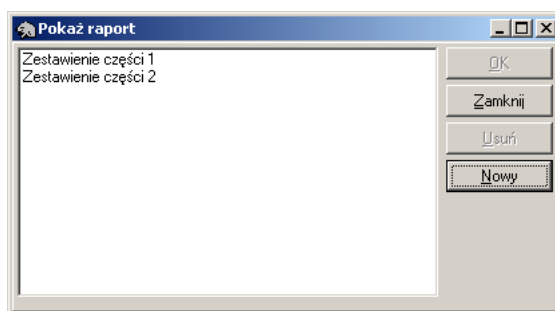 Pokaż raport
Zestawienie części 1
Zestawienie części 2
OK
Zamknij
Usuń
Nowy